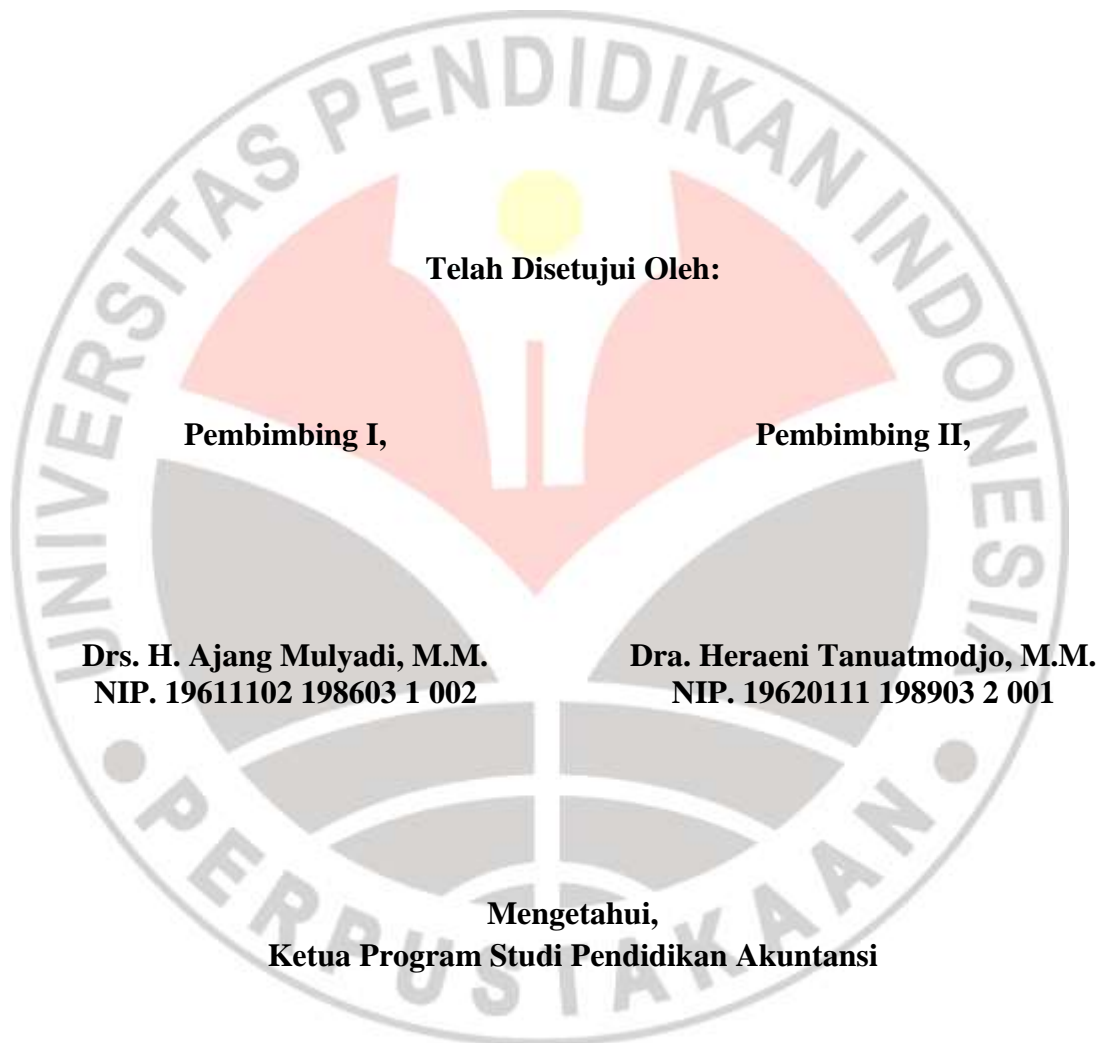 UNIVERSITAS PENDIDIKAN INDONESIA
Telah Disetujui Oleh:
Pembimbing I,
Pembimbing II,
Drs. H. Ajang Mulyadi, M.M.
NIP. 19611102 198603 1 002
Dra. Heraeni Tanuatmodjo, M.M.
NIP. 19620111 198903 2 001
Mengetahui,
Ketua Program Studi Pendidikan Akuntansi
PERPUSTAKAAN